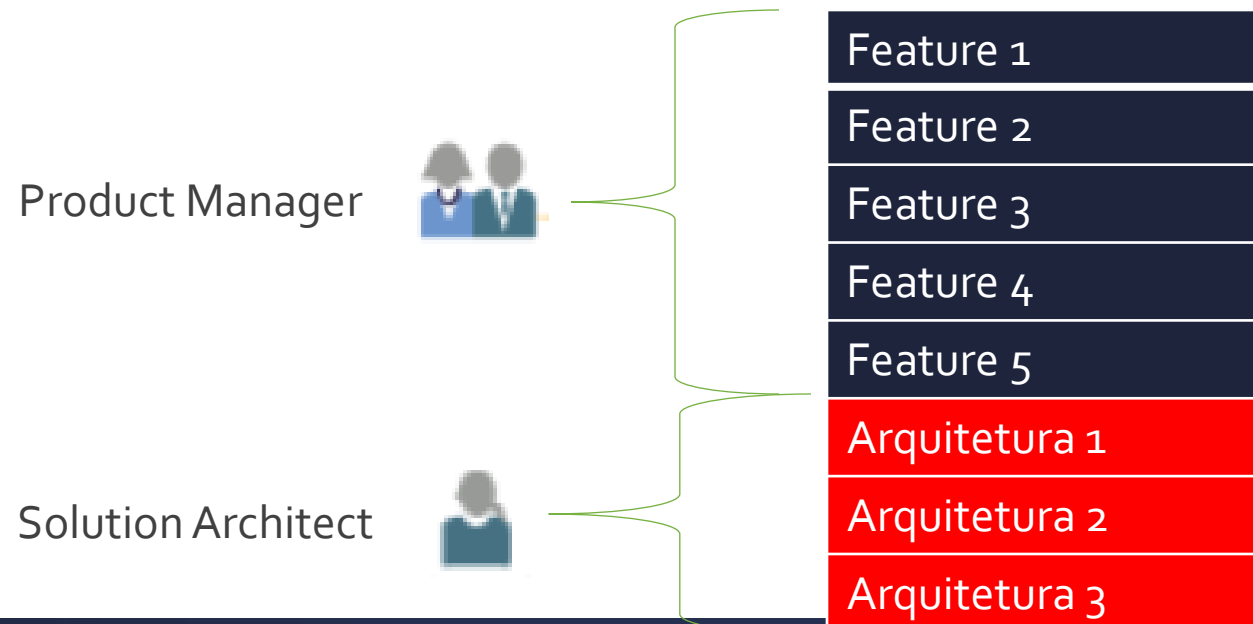 Product Manager
Feature 1
Feature 2
Feature 3
Feature 4
Feature 5
Solution Architect
Arquitetura 1
Arquitetura 2
Arquitetura 3